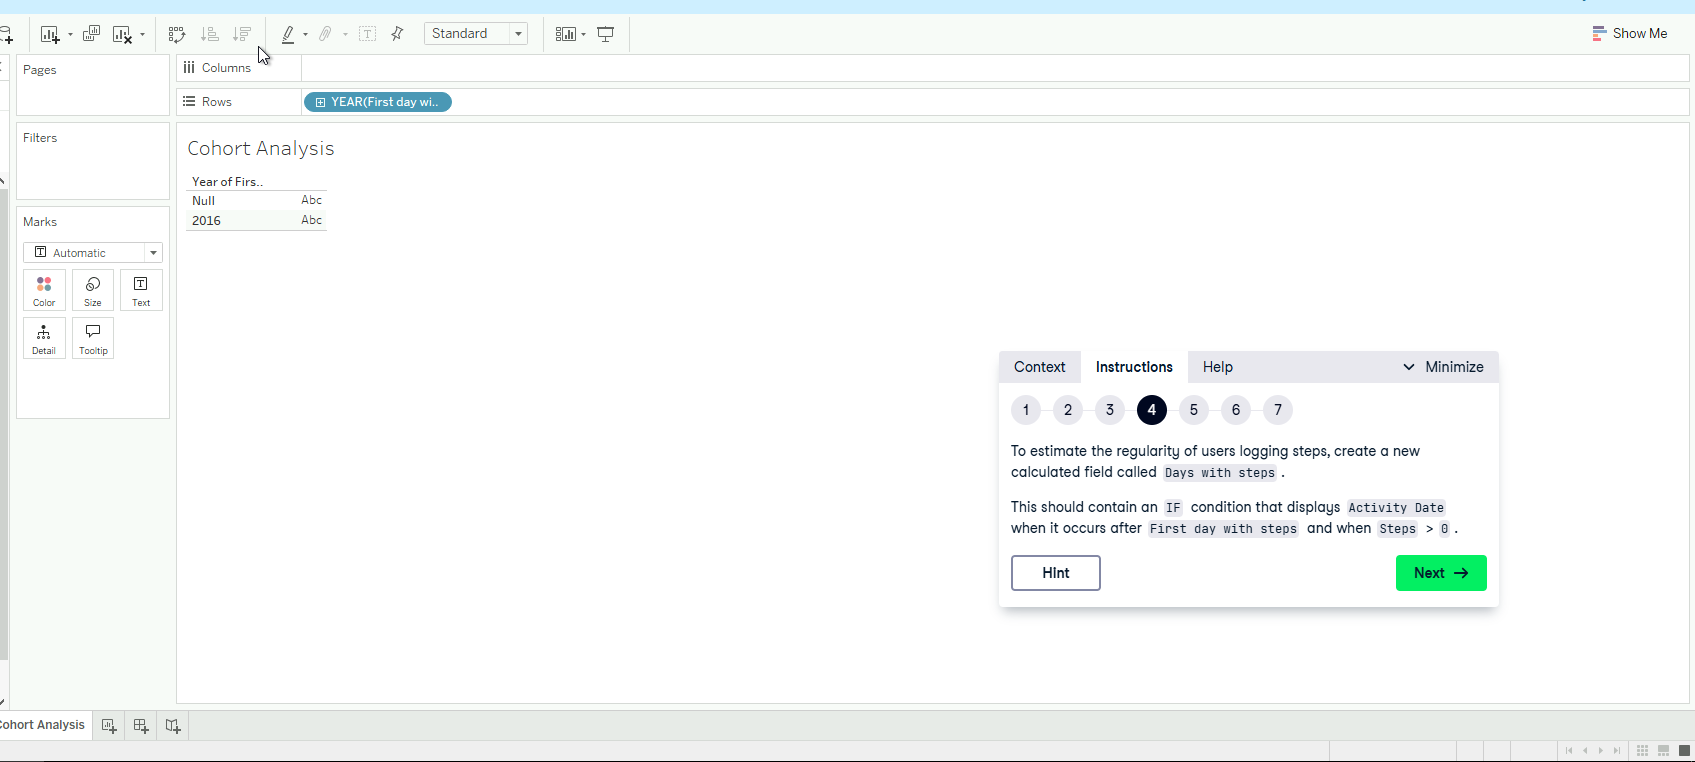 Standard
Show Me
Pages
Columns
Rows
YEAR(First day wi..
Filters
Cohort Analysis
Year of Firs..
Null Abc
2016 Abc
Marks
Automatic
Color Size Text
Detail Tooltip
Context Instructions Help Minimize
1 2 3 4 5 6 7
To estimate the regularity of users logging steps, create a new
calculated field called Days with steps .
This should contain an IF condition that displays Activity Date
when it occurs after First day with steps and when Steps > 0 .
Hint Next
Cohort Analysis